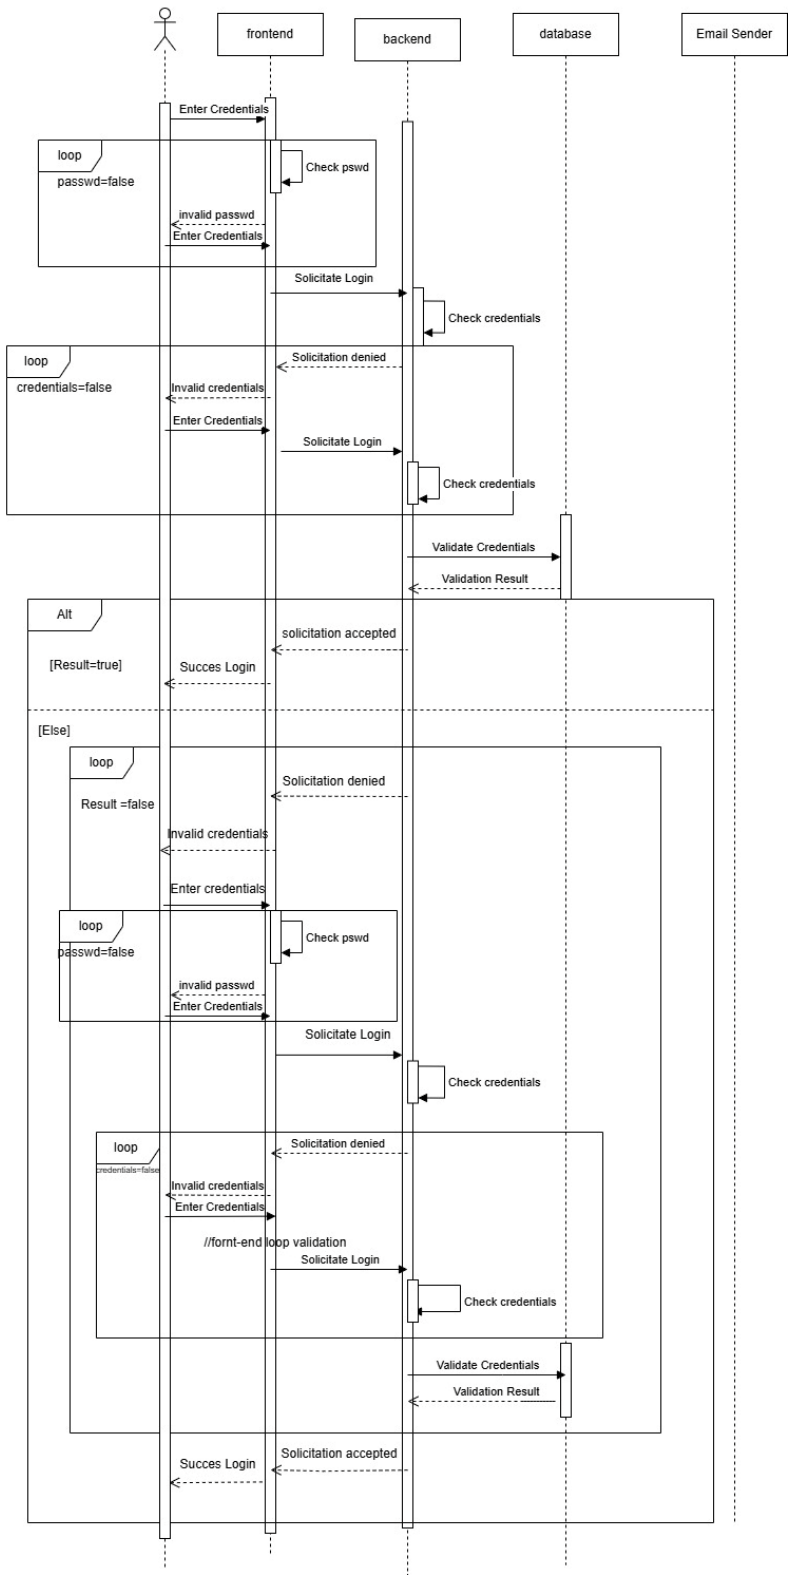 frontend
backend
database
Email Sender
Enter Credentials
loop
passwd=false
Check pswd
invalid passwd
Enter Credentials
Solicitate Login
Check credentials
loop
credentials=false
Solicitation denied
Invalid credentials
Enter Credentials
Solicitate Login
Check credentials
Validate Credentials
Validation Result
Alt
[Result=true]
solicitation accepted
Succes Login
[Else]
loop
Result =false
Solicitation denied
Invalid credentials
Enter credentials
loop
passwd=false
Check pswd
invalid passwd
Enter Credentials
Solicitate Login
Check credentials
loop
credentials=false
Solicitation denied
Invalid credentials
Enter Credentials
//fornt-end loop validation
Solicitate Login
Check credentials
Validate Credentials
Validation Result
Solicitation accepted
Succes Login